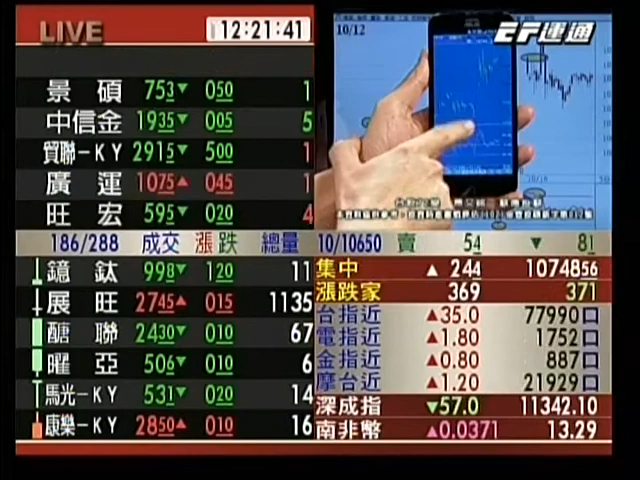 LIVE 12:21:41
10/12 EF運通
景碩 753▼ 050 1
中信金 1935▼ 005 5
貿聯-KY 2915▼ 500 1
廣運 1075▲ 045 1
旺宏 595▼ 020 4
186/288 成交 漲跌 總量
10/10650 賣 54 ▼ 81
鐿鈦 998▼ 120 11
展旺 2745▲ 015 1135
醣聯 2430▼ 010 67
曜亞 506▼ 010 6
馬光-KY 531▼ 020 14
康樂-KY 2850▲ 010 16
集中 ▲ 244 1074856
漲跌家 369 371
台指近 ▲35.0 77990口
電指近 ▲1.80 1752口
金指近 ▲0.80 887口
摩台近 ▲1.20 21929口
深成指 ▼57.0 11342.10
南非幣 ▲0.0371 13.29